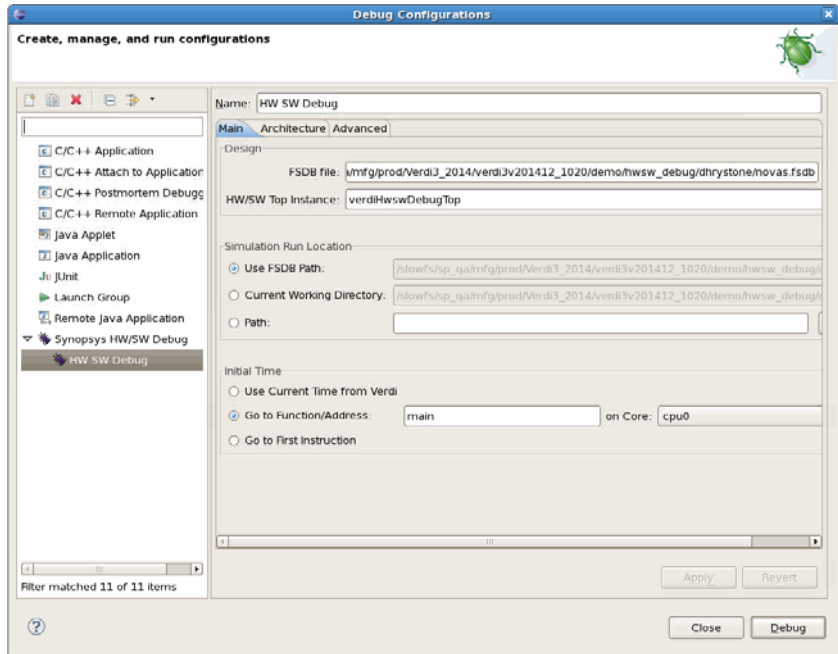 Debug Configurations
Create, manage, and run configurations
Name: HW SW Debug
Main Architecture Advanced
C/C++ Application
C/C++ Attach to Application
C/C++ Postmortem Debugg
C/C++ Remote Application
Java Applet
Java Application
Ju JUnit
Launch Group
Remote Java Application
Synopsys HW/SW Debug
HW SW Debug
Filter matched 11 of 11 items
Design
FSDB file: /mfg/prod/Verdi3_2014/verdi3v201412_1020/demo/hwsw_debug/dhrystone/novas.fsdb
HW/SW Top Instance: verdiHwswDebugTop
Simulation Run Location
Use FSDB Path: /slowfs/sp_qa/mfg/prod/Verdi3_2014/verdi3v201412_1020/demo/hwsw_debug/
Current Working Directory: /slowfs/sp_qa/mfg/prod/Verdi3_2014/verdi3v201412_1020/demo/hwsw_debug/
Path:
Initial Time
Use Current Time from Verdi
Go to Function/Address: main on Core: cpu0
Go to First Instruction
Apply Revert
Close Debug